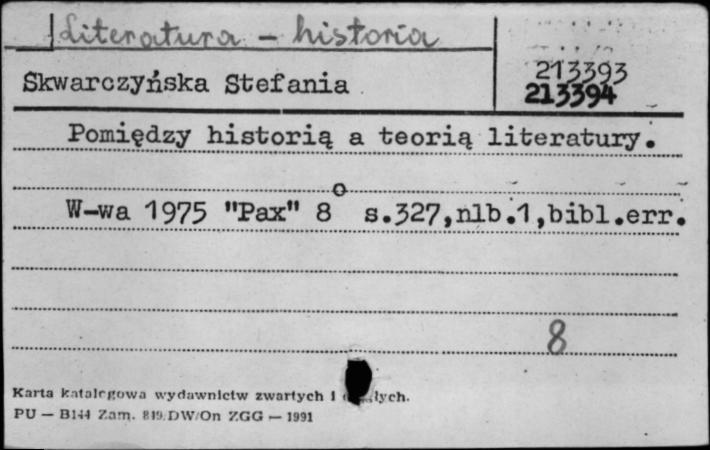 Literatura – historia
Skwarczyńska Stefania
213393
213394
Pomiędzy historią a teorią literatury.
W-wa 1975 "Pax" 8° s.327,nlb.1,bibl.err.
8
Karta katalogowa wydawnictw zwartych i
PU — B144 Zam. 819/DW/On ZGG — 1991